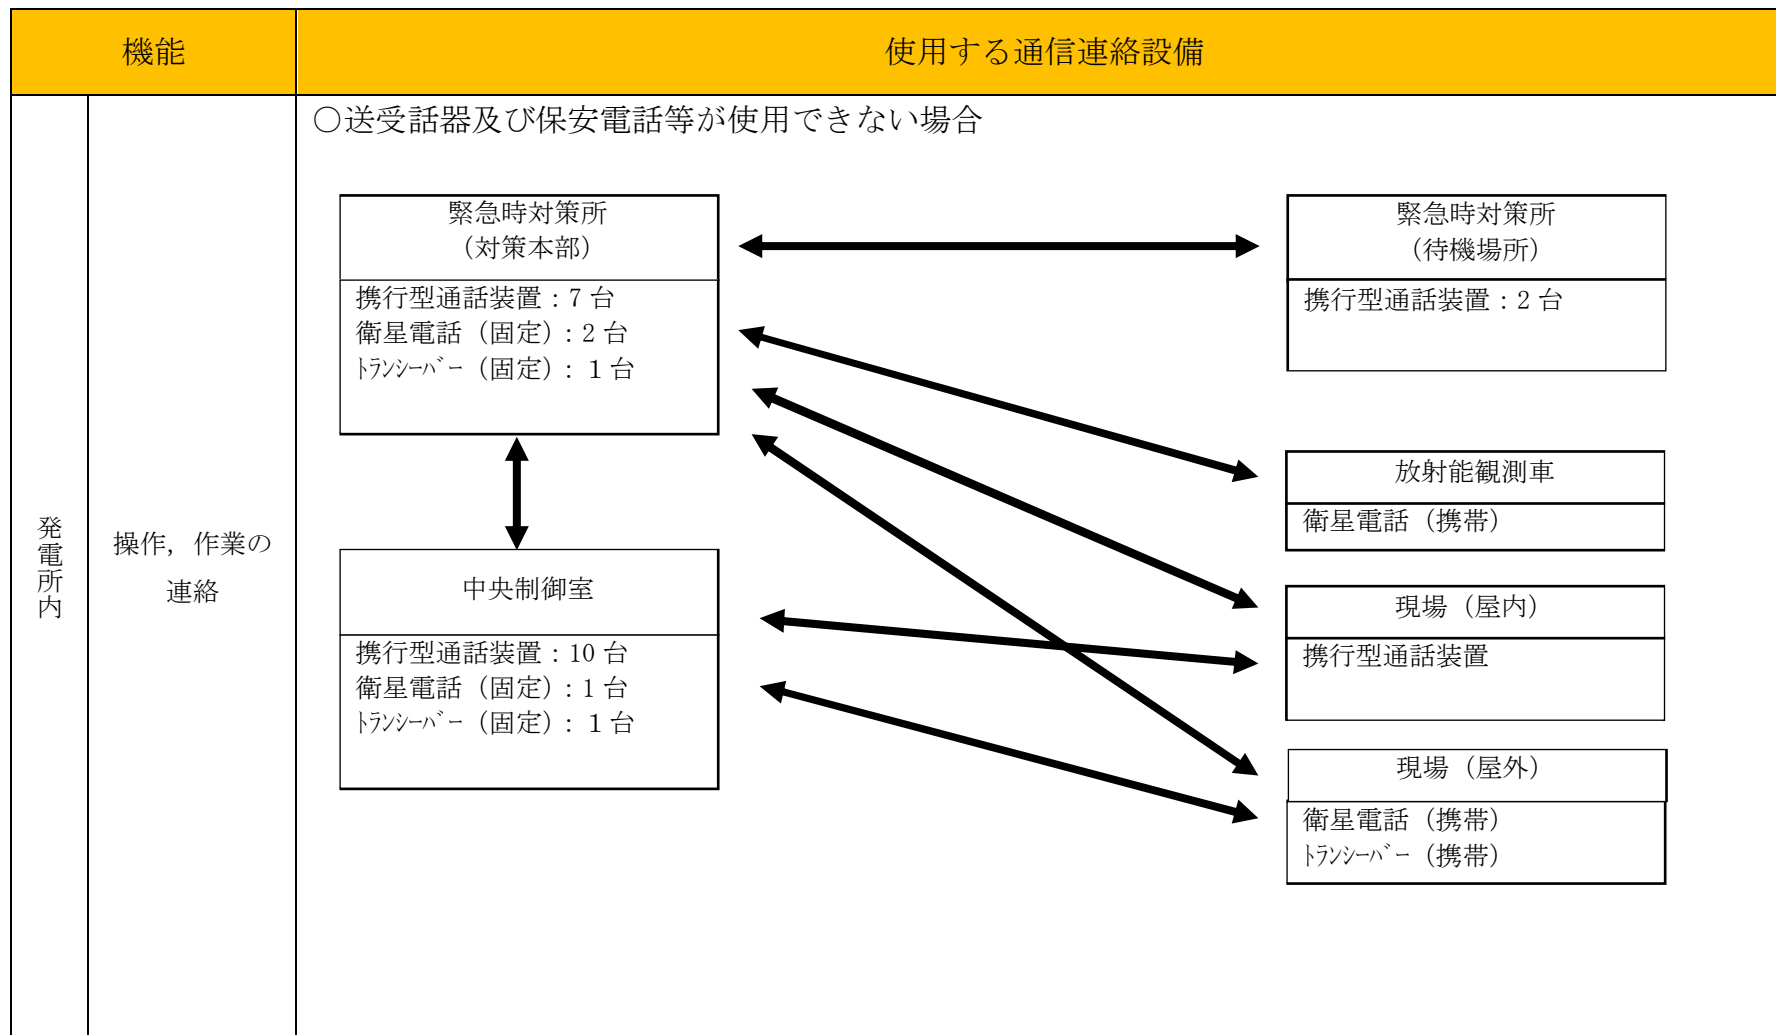 機能
使用する通信連絡設備
発電所内
操作，作業の
連絡
○送受話器及び保安電話等が使用できない場合
緊急時対策所
（対策本部）
携行型通話装置：7 台
衛星電話（固定）：2 台
ﾄﾗﾝｼｰﾊﾞｰ（固定）：１台
緊急時対策所
（待機場所）
携行型通話装置：2 台
放射能観測車
衛星電話（携帯）
中央制御室
携行型通話装置：10 台
衛星電話（固定）：1 台
ﾄﾗﾝｼｰﾊﾞｰ（固定）：１台
現場（屋内）
携行型通話装置
現場（屋外）
衛星電話（携帯）
ﾄﾗﾝｼｰﾊﾞｰ（携帯）